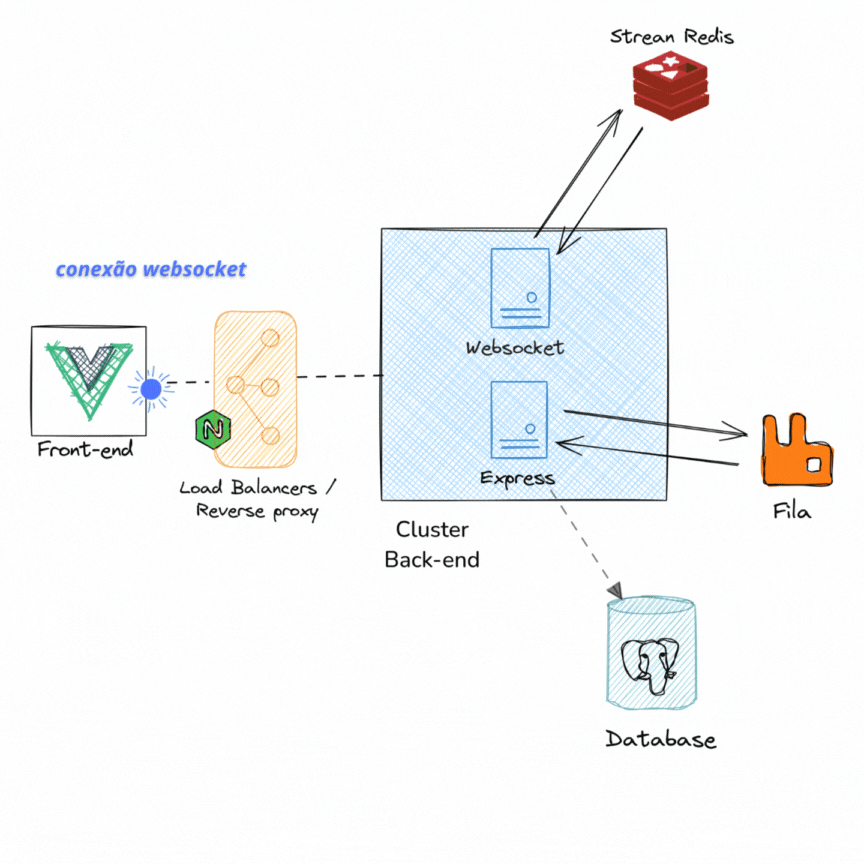 Strean Redis
conexão websocket
Websocket
Front-end
N
Load Balancers /
Reverse proxy
Express
Fila
Cluster
Back-end
Database